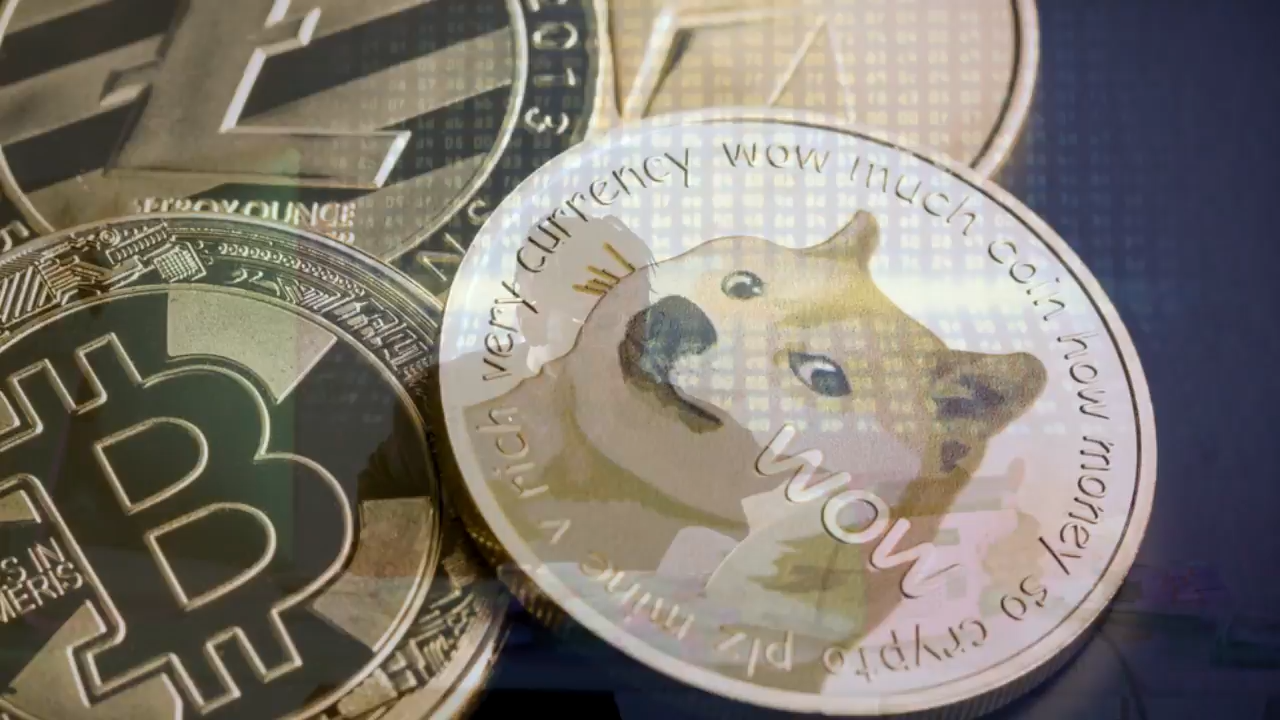 2013
TROY OUNCE
very currency wow much coin how money so crypto plz mine v rich
WOW
S IN
MERIS